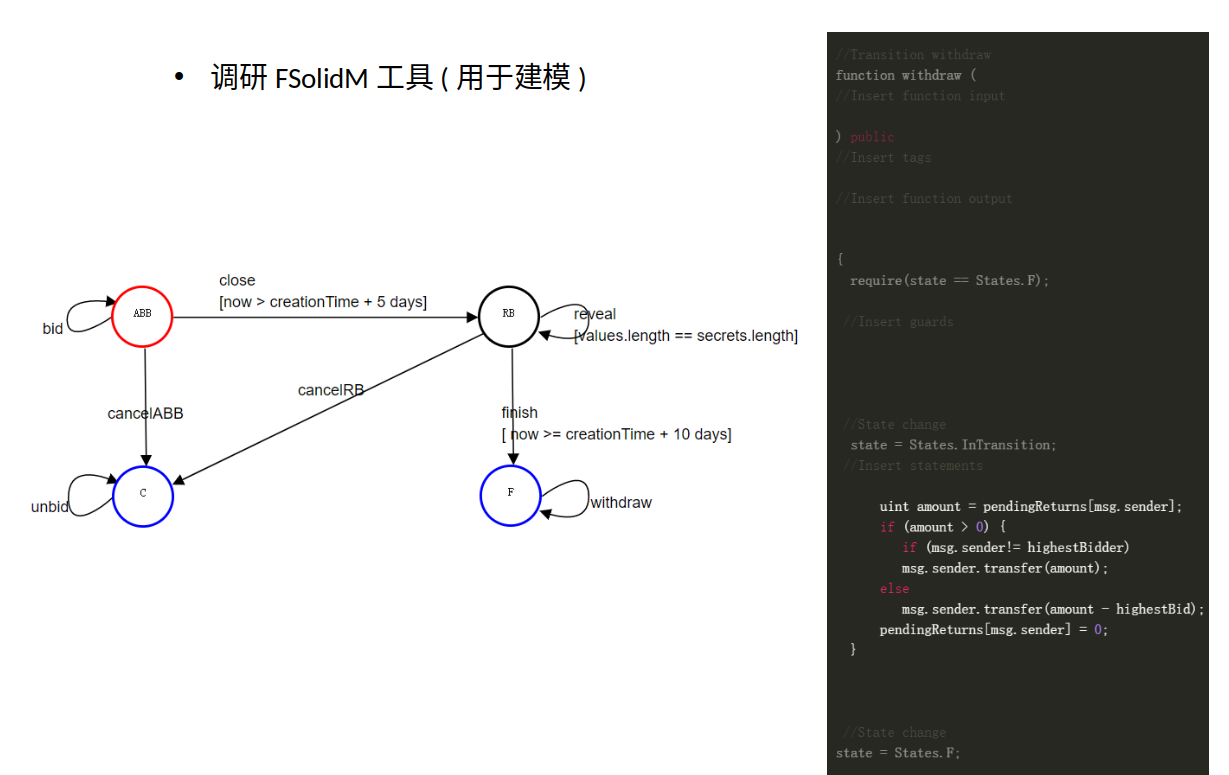 • 调研 FSolidM 工具 ( 用于建模 )
close
[now > creationTime + 5 days]
ABB
RB
bid
reveal
[values.length == secrets.length]
cancelRB
cancelABB
finish
[ now >= creationTime + 10 days]
C
F
unbid
withdraw
//Transition withdraw
function withdraw (
//Insert function input
) public
//Insert tags
//Insert function output
{
require(state == States.F);
//Insert guards
//State change
state = States.InTransition;
//Insert statements
uint amount = pendingReturns[msg.sender];
if (amount > 0) {
if (msg.sender!= highestBidder)
msg.sender.transfer(amount);
else
msg.sender.transfer(amount - highestBid);
pendingReturns[msg.sender] = 0;
}
//State change
state = States.F;